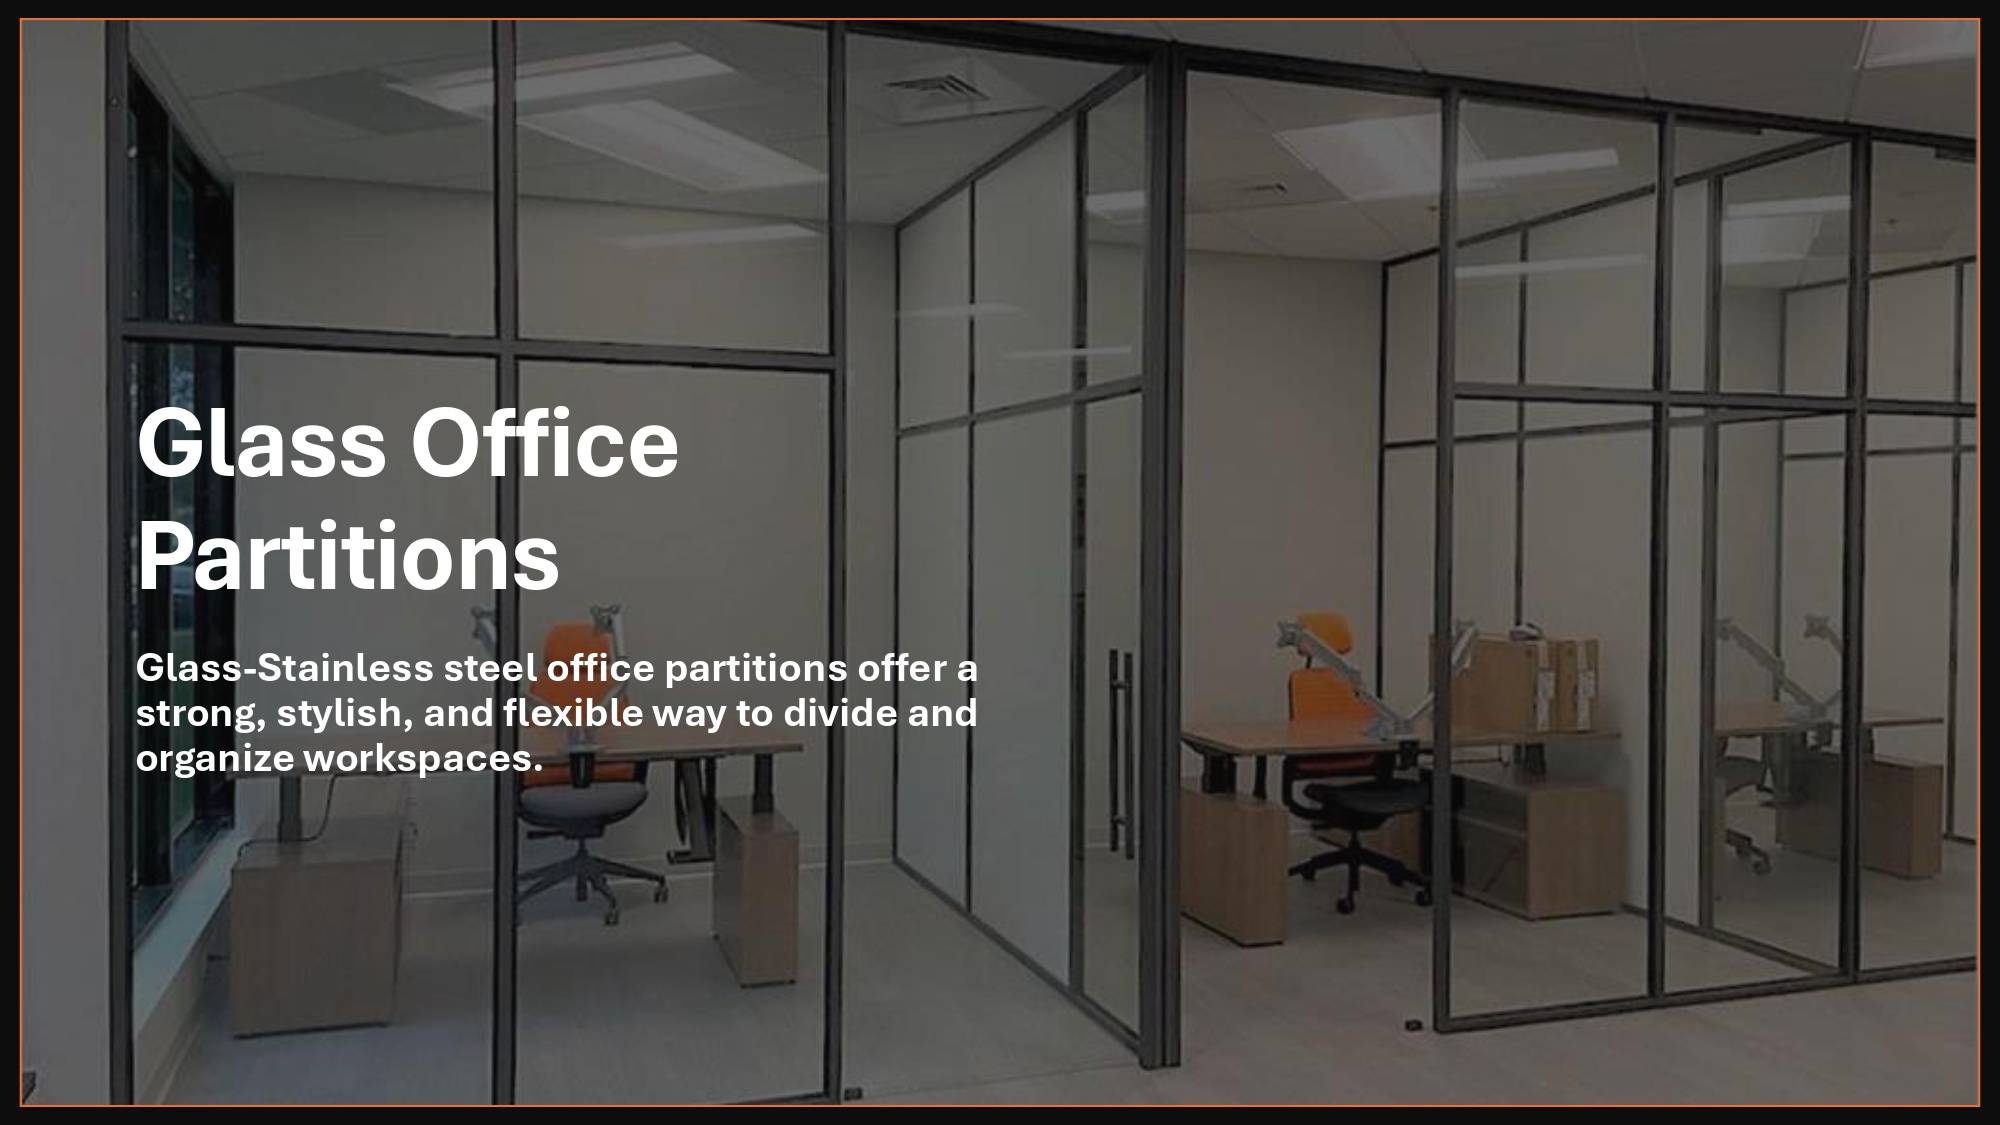 Glass Office
Partitions
Glass-Stainless steel office partitions offer a
strong, stylish, and flexible way to divide and
organize workspaces.